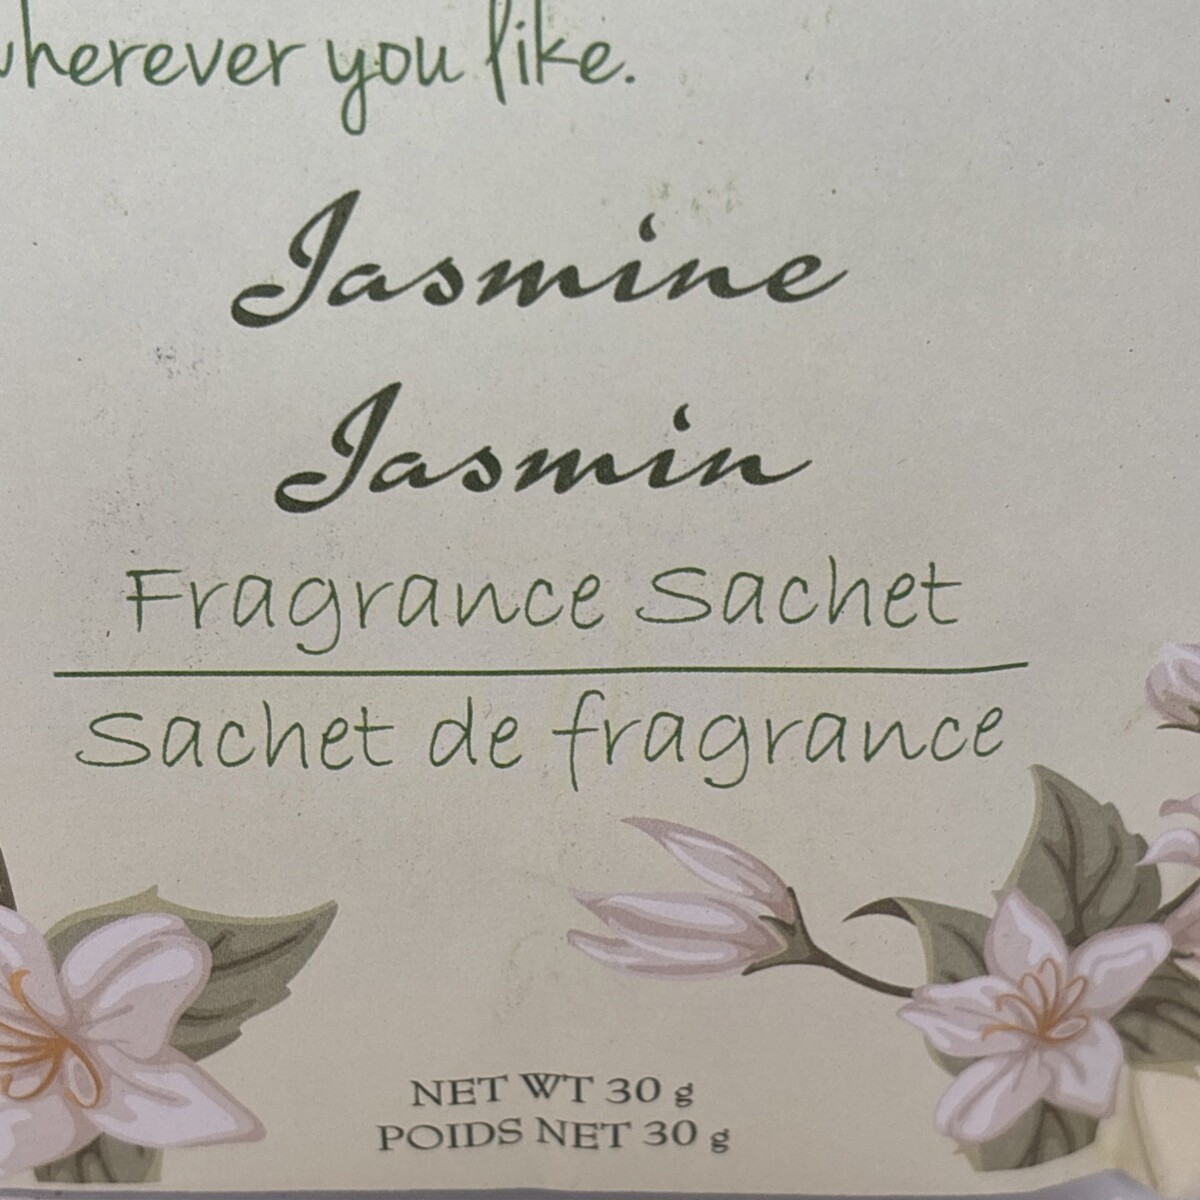 wherever you like.
Jasmine
Jasmin
Fragrance Sachet
Sachet de fragrance
NET WT 30 g
POIDS NET 30 g